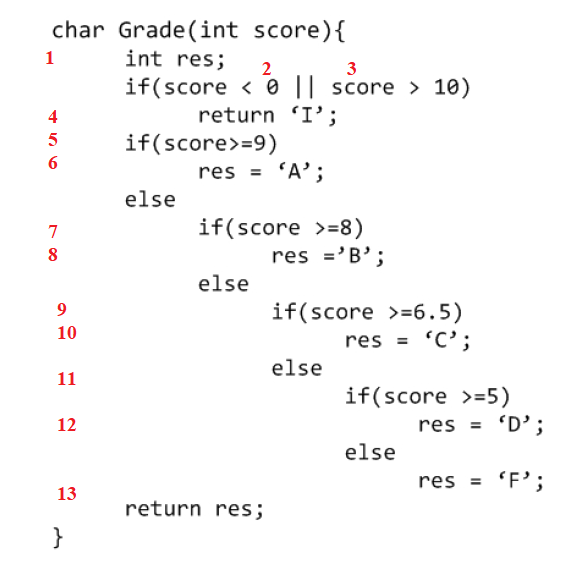 char Grade(int score){
1 int res;
2 3
if(score < 0 || score > 10)
4 return ‘I’;
5 if(score>=9)
6 res = ‘A’;
else
7 if(score >=8)
8 res =’B’;
else
9 if(score >=6.5)
10 res = ‘C’;
else
11 if(score >=5)
12 res = ‘D’;
else
res = ‘F’;
13 return res;
}